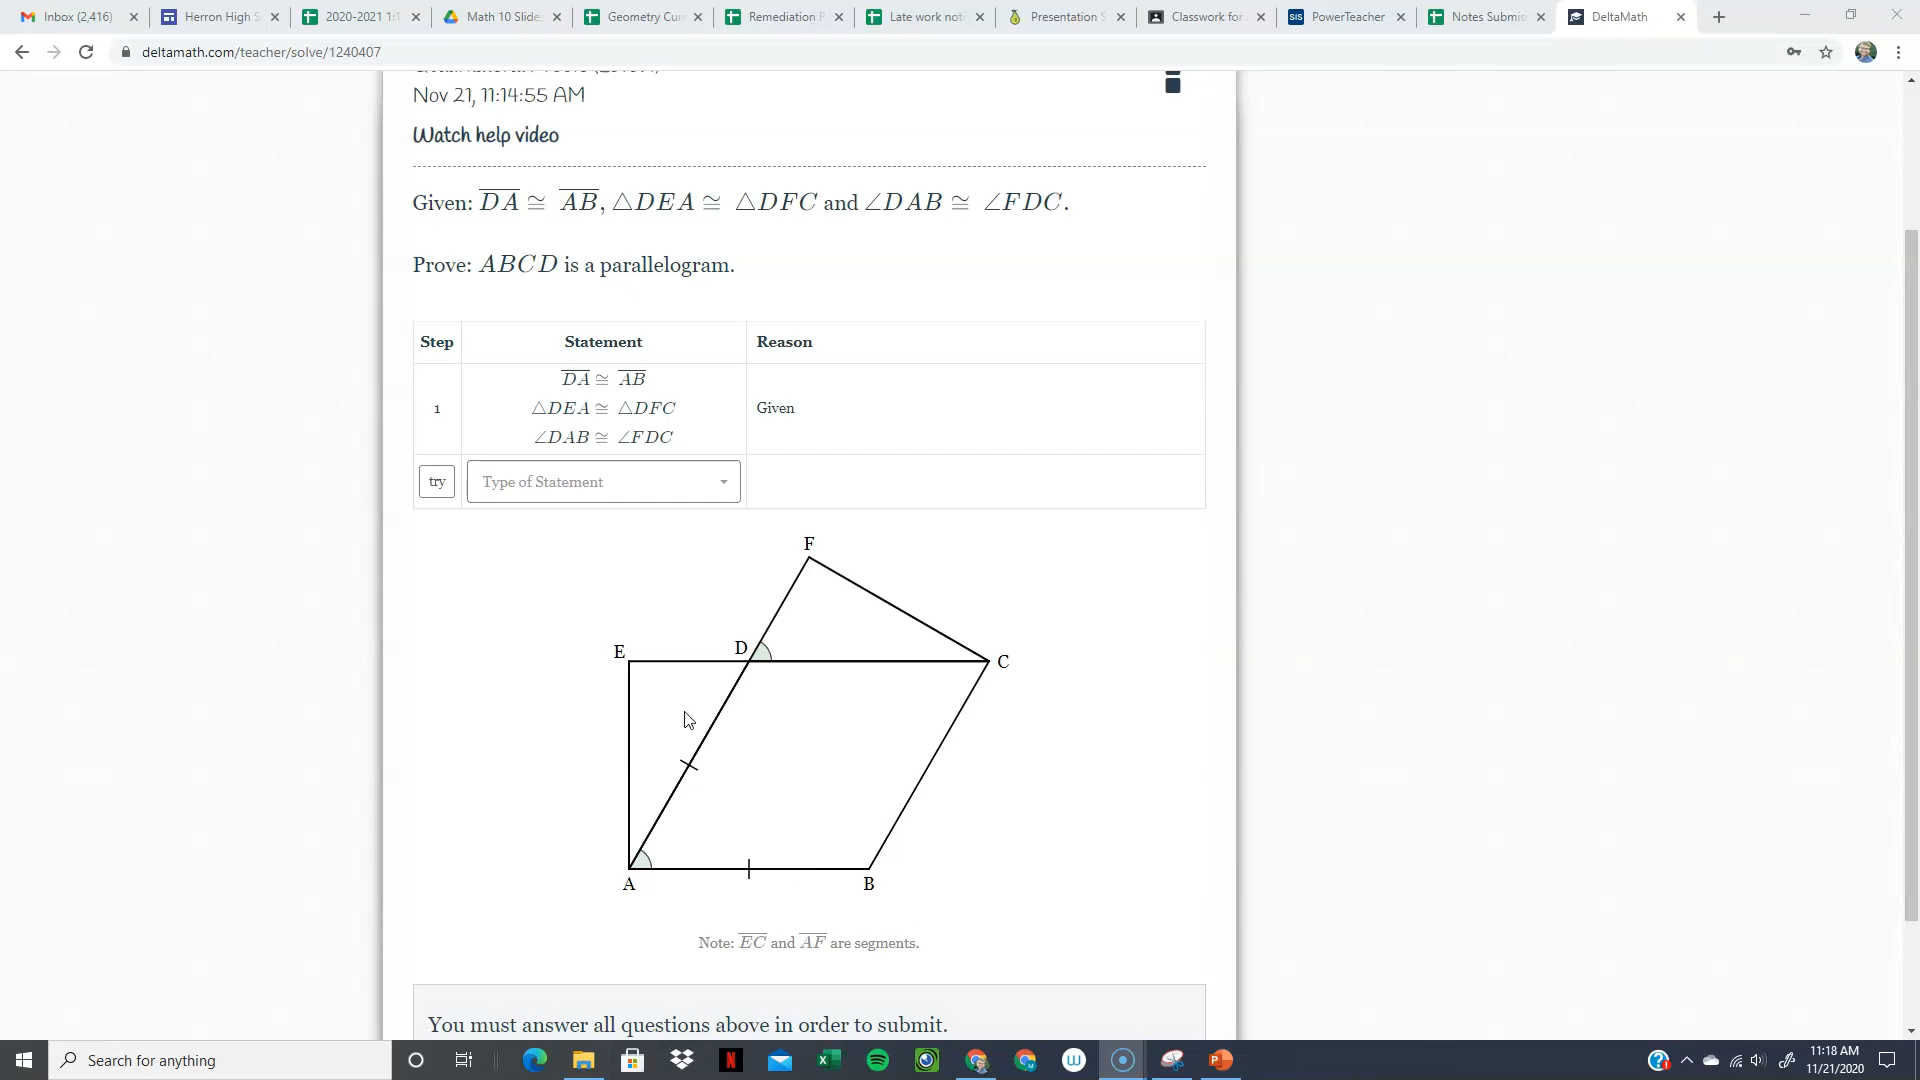 Inbox (2,416)
Herron High S
2020-2021 1:1
Math 10 Slide
Geometry Cur
Remediation P
Late work not
Presentation S
Classwork for
SIS PowerTeacher
Notes Submis
DeltaMath
deltamath.com/teacher/solve/1240407
Nov 21, 11:14:55 AM
Watch help video
Given: DA ≅ AB, △DEA ≅ △DFC and ∠DAB ≅ ∠FDC.
Prove: ABCD is a parallelogram.
Step Statement Reason
DA ≅ AB
△DEA ≅ △DFC
1 Given
∠DAB ≅ ∠FDC
try Type of Statement
F
E D C
A B
Note: EC and AF are segments.
You must answer all questions above in order to submit.
Search for anything
11:18 AM
11/21/2020